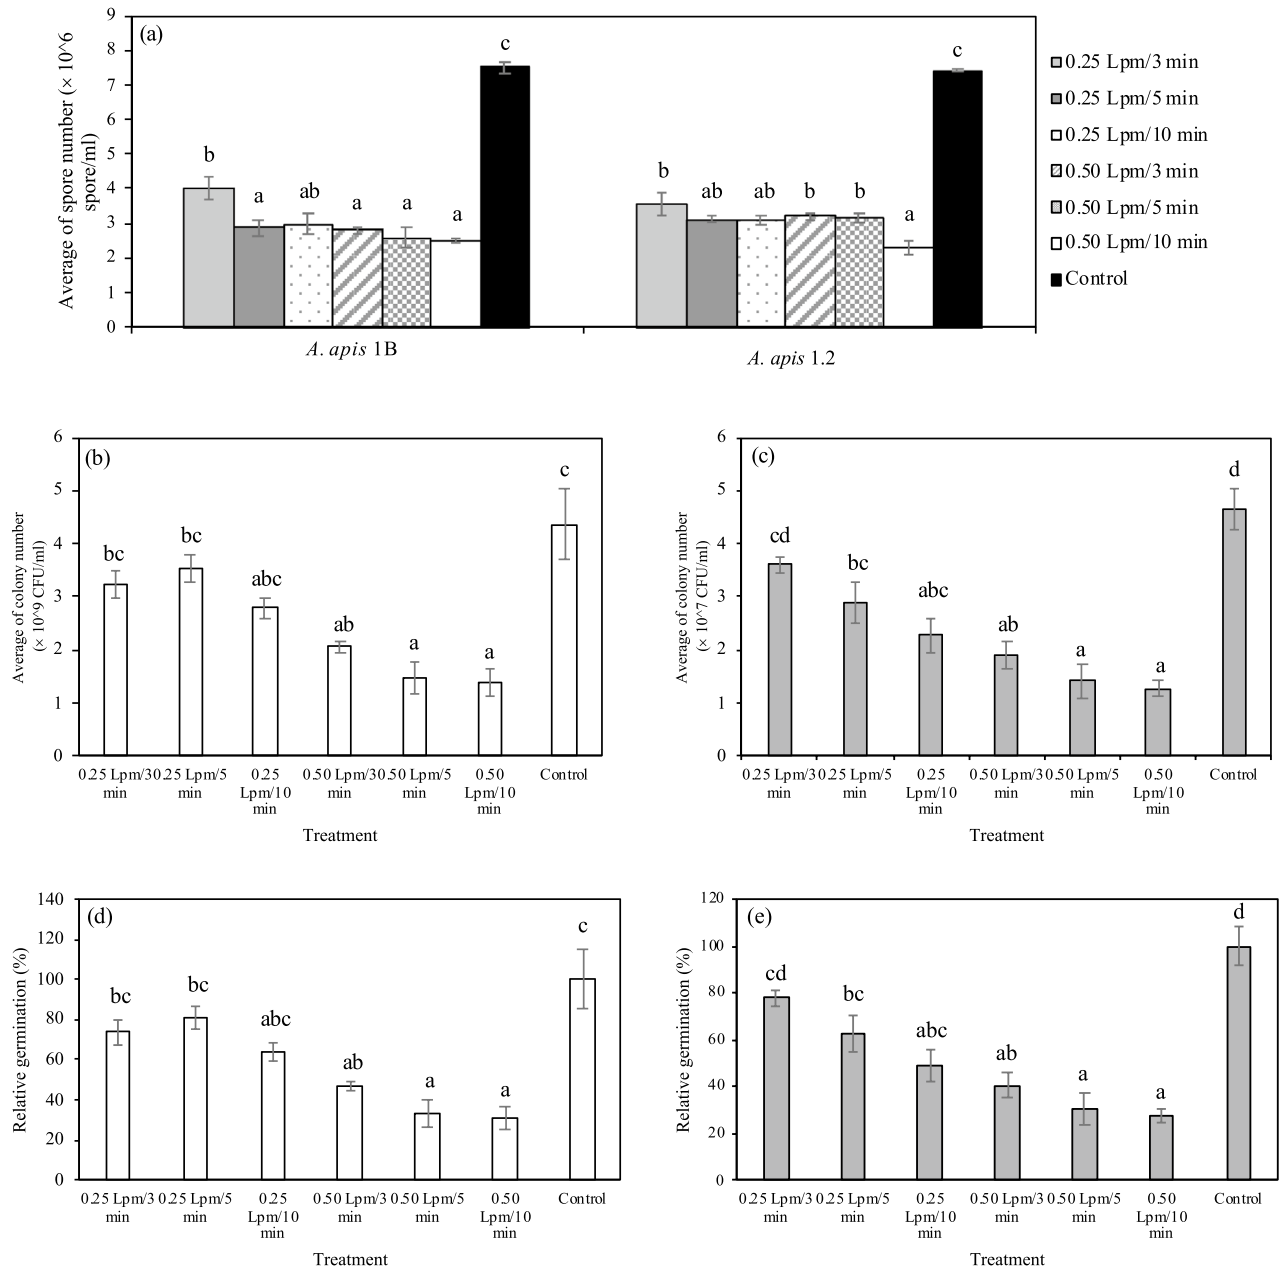 (a)
9
8
7
6
5
4
3
2
1
0
Average of spore number (× 10^6
spore/ml)
b
a
ab
a
a
a
c
b
ab
ab
b
b
a
c
A. apis 1B
A. apis 1.2
0.25 Lpm/3 min
0.25 Lpm/5 min
0.25 Lpm/10 min
0.50 Lpm/3 min
0.50 Lpm/5 min
0.50 Lpm/10 min
Control
(b)
6
5
4
3
2
1
0
Average of colony number
(× 10^9 CFU/ml)
bc
bc
abc
ab
a
a
c
0.25 Lpm/3
min
0.25 Lpm/5
min
0.25
Lpm/10
min
0.50 Lpm/3
min
0.50 Lpm/5
min
0.50
Lpm/10
min
Control
Treatment
(c)
6
5
4
3
2
1
0
Average of colony number
(× 10^7 CFU/ml)
cd
bc
abc
ab
a
a
d
0.25 Lpm/3
min
0.25 Lpm/5
min
0.25
Lpm/10
min
0.50 Lpm/3
min
0.50 Lpm/5
min
0.50
Lpm/10
min
Control
Treatment
(d)
140
120
100
80
60
40
20
0
Relative germination (%)
bc
bc
abc
ab
a
a
c
0.25 Lpm/3
min
0.25 Lpm/5
min
0.25
Lpm/10
min
0.50 Lpm/3
min
0.50 Lpm/5
min
0.50
Lpm/10
min
Control
Treatment
(e)
120
100
80
60
40
20
0
Relative germination (%)
cd
bc
abc
ab
a
a
d
0.25 Lpm/3
min
0.25 Lpm/5
min
0.25
Lpm/10
min
0.50 Lpm/3
min
0.50 Lpm/5
min
0.50
Lpm/10
min
Control
Treatment